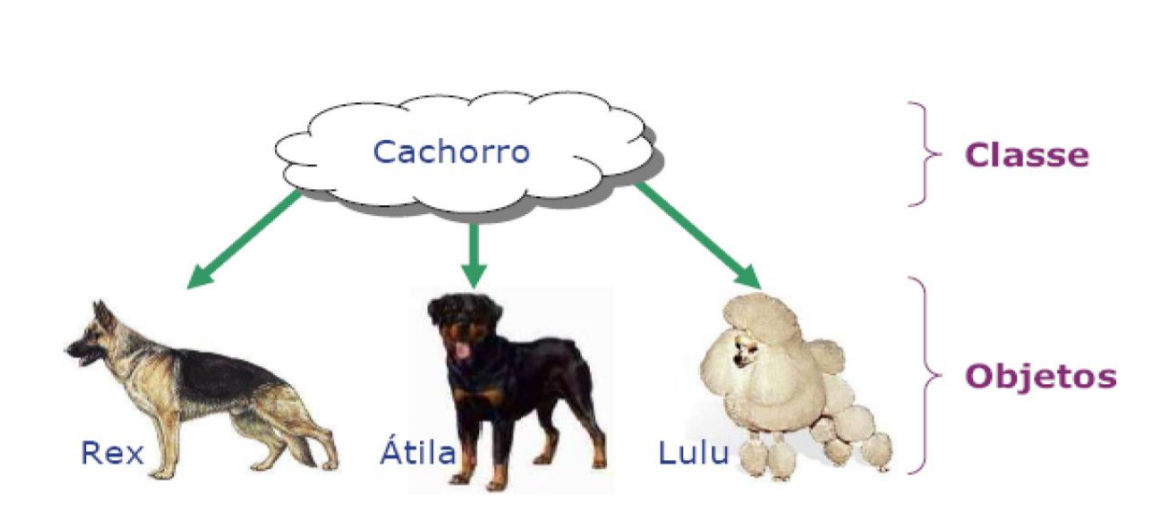 Cachorro
Classe
Objetos
Rex
Átila
Lulu